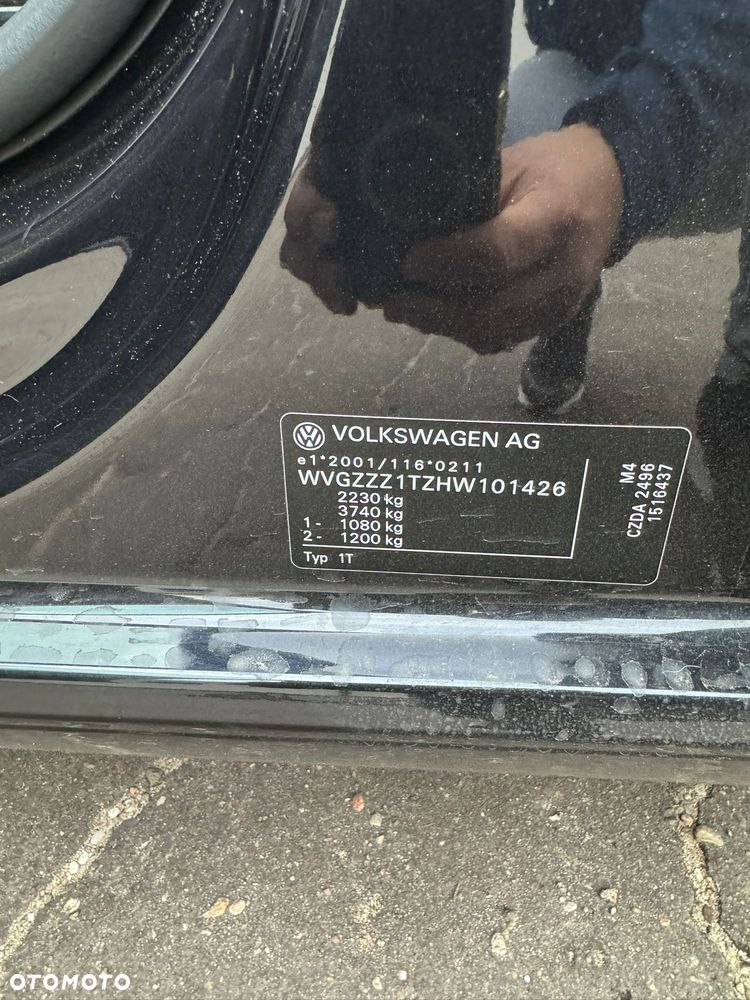 VOLKSWAGEN AG
e1*2001/116*0211
WVGZZZ1TZHW101426
2230 kg
3740 kg
1- 1080 kg
2- 1200 kg
Typ 1T
M4
CZDA 2496
1516437
OTOMOTO